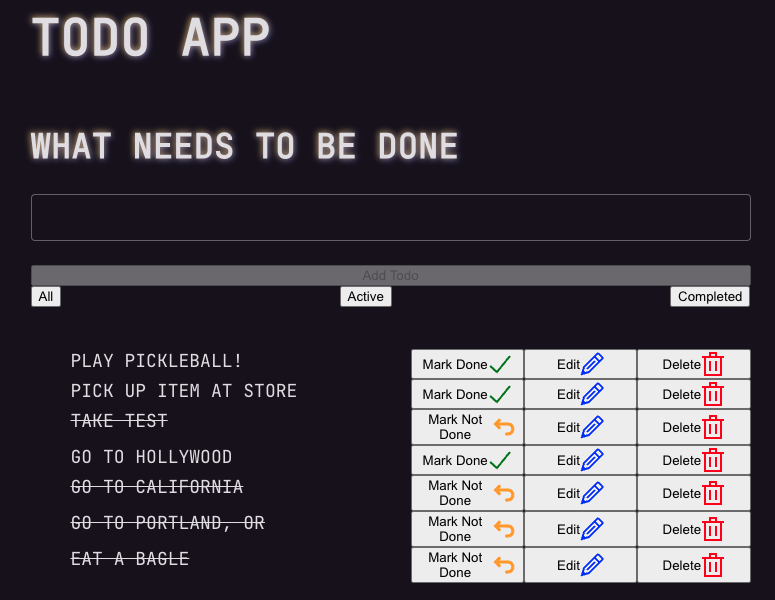 TODO APP
WHAT NEEDS TO BE DONE
Add Todo
All Active Completed
PLAY PICKLEBALL! Mark Done Edit Delete
PICK UP ITEM AT STORE Mark Done Edit Delete
TAKE TEST Mark Not Done Edit Delete
GO TO HOLLYWOOD Mark Done Edit Delete
GO TO CALIFORNIA Mark Not Done Edit Delete
GO TO PORTLAND, OR Mark Not Done Edit Delete
EAT A BAGLE Mark Not Done Edit Delete